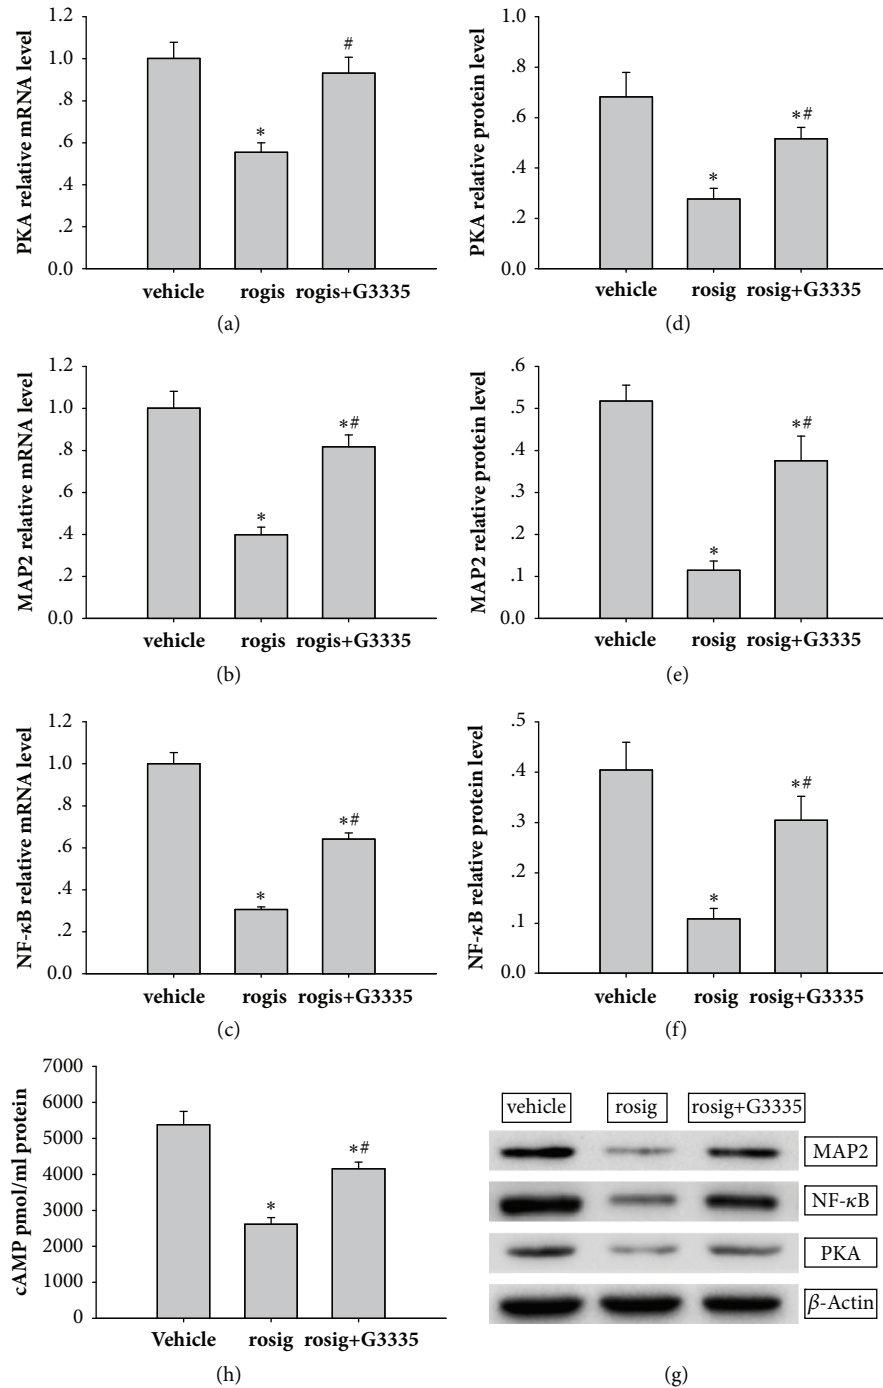 PKA relative mRNA level
1.2
1.0
.8
.6
.4
.2
0.0
*
#
vehicle rogis rogis+G3335
(a)
PKA relative protein level
1.0
.8
.6
.4
.2
0.0
*
*#
vehicle rosig rosig+G3335
(d)
MAP2 relative mRNA level
1.2
1.0
.8
.6
.4
.2
0.0
*
*#
vehicle rogis rogis+G3335
(b)
MAP2 relative protein level
.6
.5
.4
.3
.2
.1
0.0
*
*#
vehicle rosig rosig+G3335
(e)
NF-κB relative mRNA level
1.2
1.0
.8
.6
.4
.2
0.0
*
*#
vehicle rogis rogis+G3335
(c)
NF-κB relative protein level
.5
.4
.3
.2
.1
0.0
*
*#
vehicle rosig rosig+G3335
(f)
cAMP pmol/ml protein
7000
6000
5000
4000
3000
2000
1000
0
*
*#
Vehicle rosig rosig+G3335
(h)
vehicle rosig rosig+G3335
MAP2
NF-κB
PKA
β-Actin
(g)